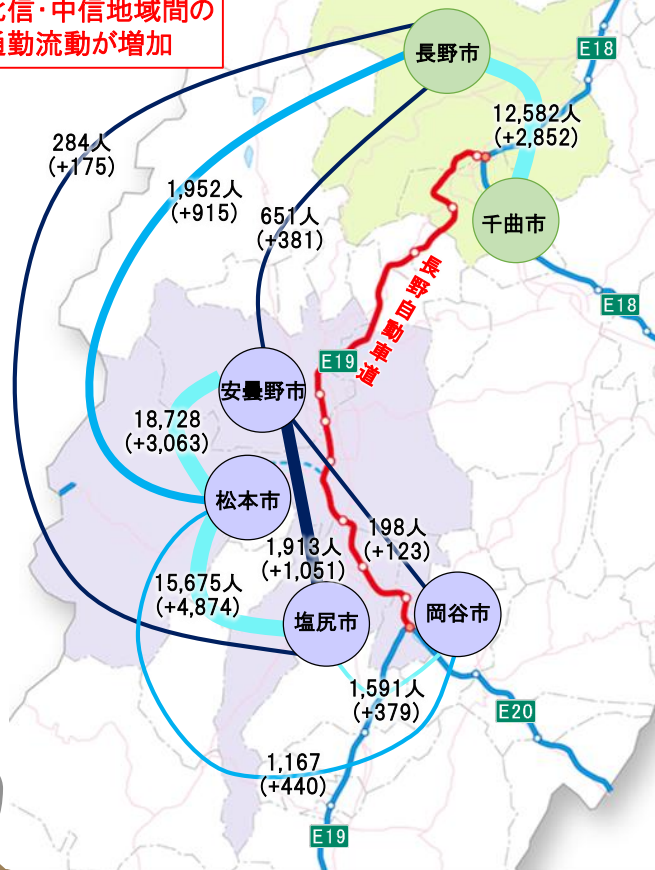 信・中信地域間の
通勤流動が増加
長野市
E18
12,582人
(+2,852)
284人
(+175)
1,952人
(+915)
651人
(+381)
千曲市
長野自動車道
E18
E19
安曇野市
18,728
(+3,063)
松本市
198人
(+123)
1,913人
(+1,051)
15,675人
(+4,874)
塩尻市
岡谷市
1,591人
(+379)
E20
1,167
(+440)
E19